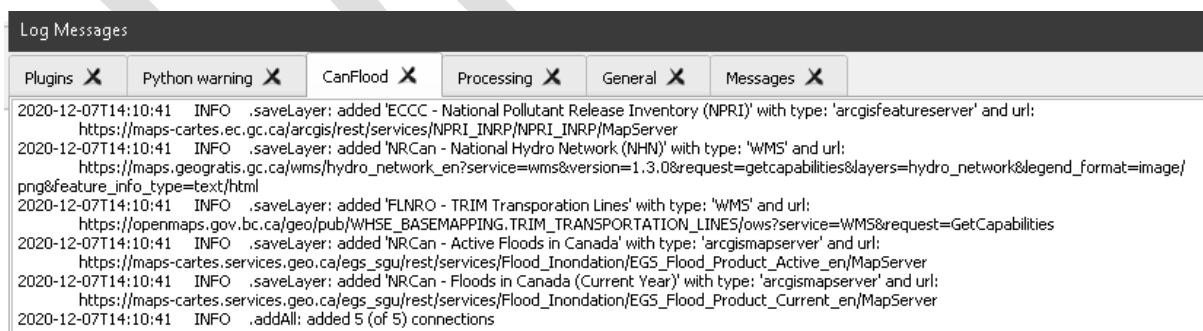 Log Messages
Plugins Python warning CanFlood Processing General Messages
2020-12-07T14:10:41 INFO .saveLayer: added 'ECCC - National Pollutant Release Inventory (NPRI)' with type: 'arcgisfeatureserver' and url:
https://maps-cartes.ec.gc.ca/arcgis/rest/services/NPRI_INRP/NPRI_INRP/MapServer
2020-12-07T14:10:41 INFO .saveLayer: added 'NRCan - National Hydro Network (NHN)' with type: 'WMS' and url:
https://maps.geogratis.gc.ca/wms/hydro_network_en?service=wms&version=1.3.0&request=getcapabilities&layers=hydro_network&legend_format=image/
png&feature_info_type=text/html
2020-12-07T14:10:41 INFO .saveLayer: added 'FLNRO - TRIM Transporation Lines' with type: 'WMS' and url:
https://openmaps.gov.bc.ca/geo/pub/WHSE_BASEMAPPING.TRIM_TRANSPORTATION_LINES/ows?service=WMS&request=GetCapabilities
2020-12-07T14:10:41 INFO .saveLayer: added 'NRCan - Active Floods in Canada' with type: 'arcgismapserver' and url:
https://maps-cartes.services.geo.ca/egs_sgu/rest/services/Flood_Inondation/EGS_Flood_Product_Active_en/MapServer
2020-12-07T14:10:41 INFO .saveLayer: added 'NRCan - Floods in Canada (Current Year)' with type: 'arcgismapserver' and url:
https://maps-cartes.services.geo.ca/egs_sgu/rest/services/Flood_Inondation/EGS_Flood_Product_Current_en/MapServer
2020-12-07T14:10:41 INFO .addAll: added 5 (of 5) connections